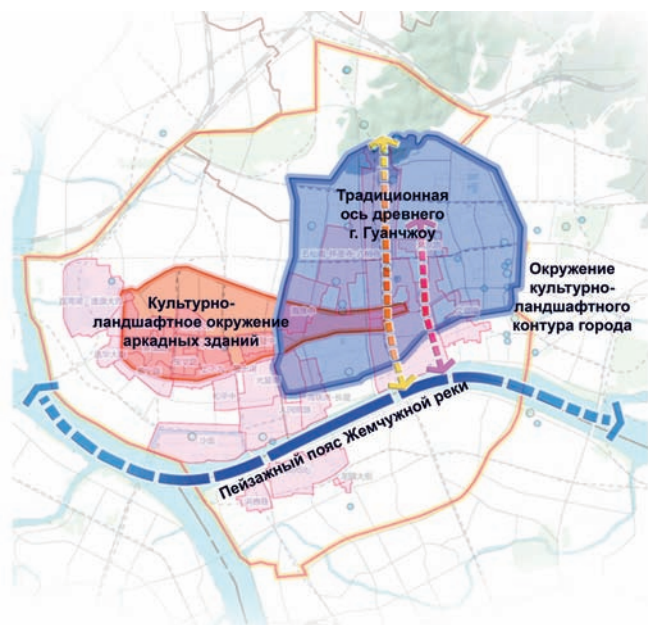 Традиционная
ось древнего
г. Гуанчжоу
Окружение
культурно-
ландшафтного
контура города
Культурно-
ландшафтное окружение
аркадных зданий
Пейзажный пояс Жемчужной реки